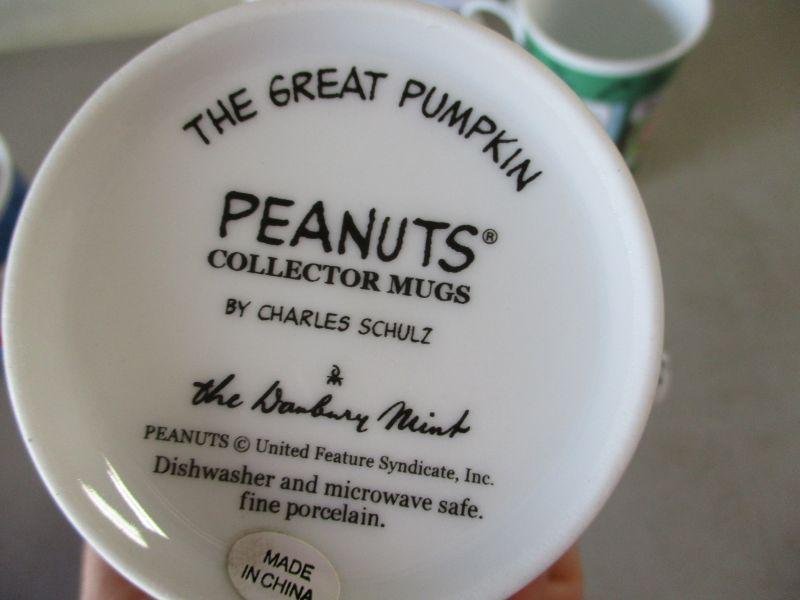 THE GREAT PUMPKIN
PEANUTS®
COLLECTOR MUGS
BY CHARLES SCHULZ
the Danbury Mint
PEANUTS © United Feature Syndicate, Inc.
Dishwasher and microwave safe.
fine porcelain.
MADE
IN CHINA